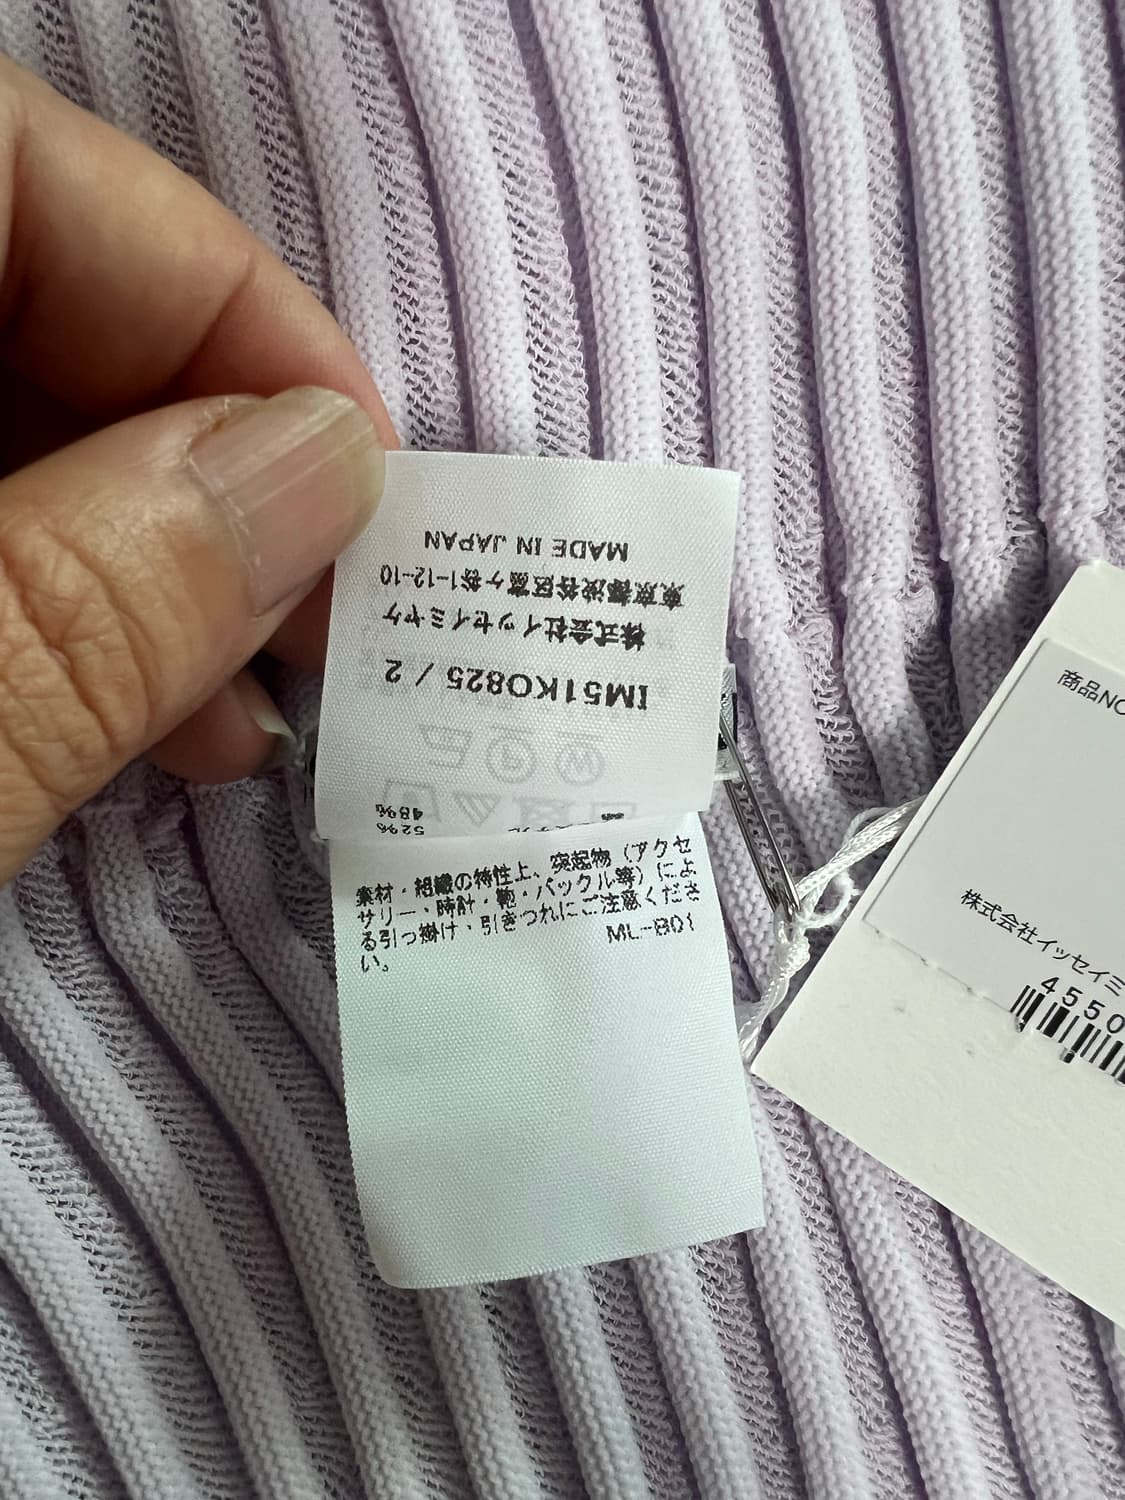 IM51KO825 / 2
株式会社イッセイミヤケ
東京都渋谷区富ヶ谷1-12-10
MADE IN JAPAN
52%
48%
素材・組織の特性上、突起物（アクセ
サリー・時計・鞄・バックル等）によ
る引っ掛け・引きつれにご注意くださ
い。
ML-801
商品NO
株式会社イッセイミ
4550